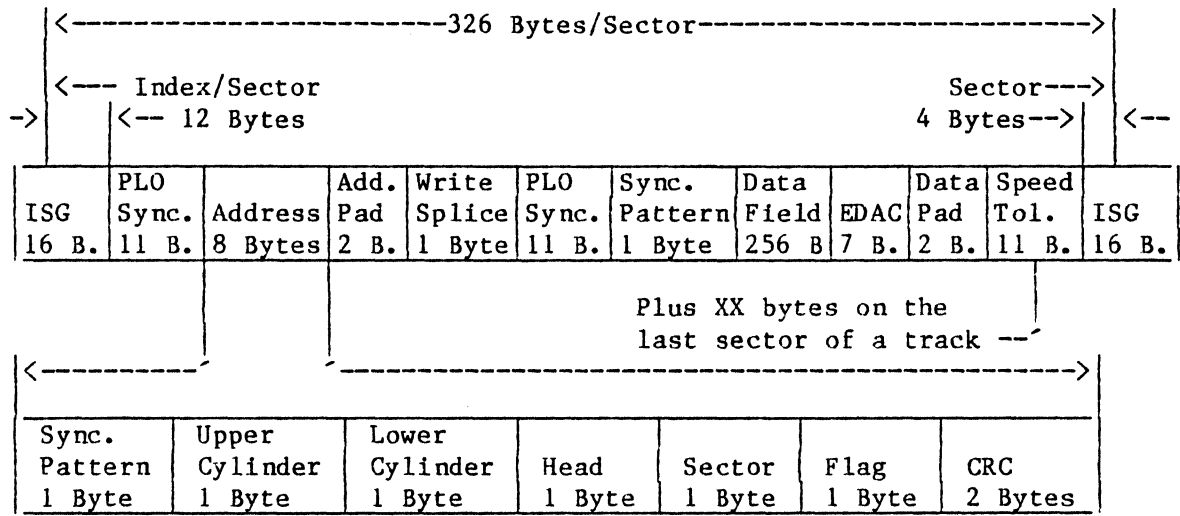 |<-----------------------326 Bytes/Sector------------------------>|
|<--- Index/Sector Sector--->|
->| |<-- 12 Bytes 4 Bytes-->| |<--
PLO Add. Write PLO Sync. Data Data Speed
ISG Sync. Address Pad Splice Sync. Pattern Field EDAC Pad Tol. ISG
16 B. 11 B. 8 Bytes 2 B. 1 Byte 11 B. 1 Byte 256 B 7 B. 2 B. 11 B. 16 B.
Plus XX bytes on the
last sector of a track --
Sync. Upper Lower
Pattern Cylinder Cylinder Head Sector Flag CRC
1 Byte 1 Byte 1 Byte 1 Byte 1 Byte 1 Byte 2 Bytes